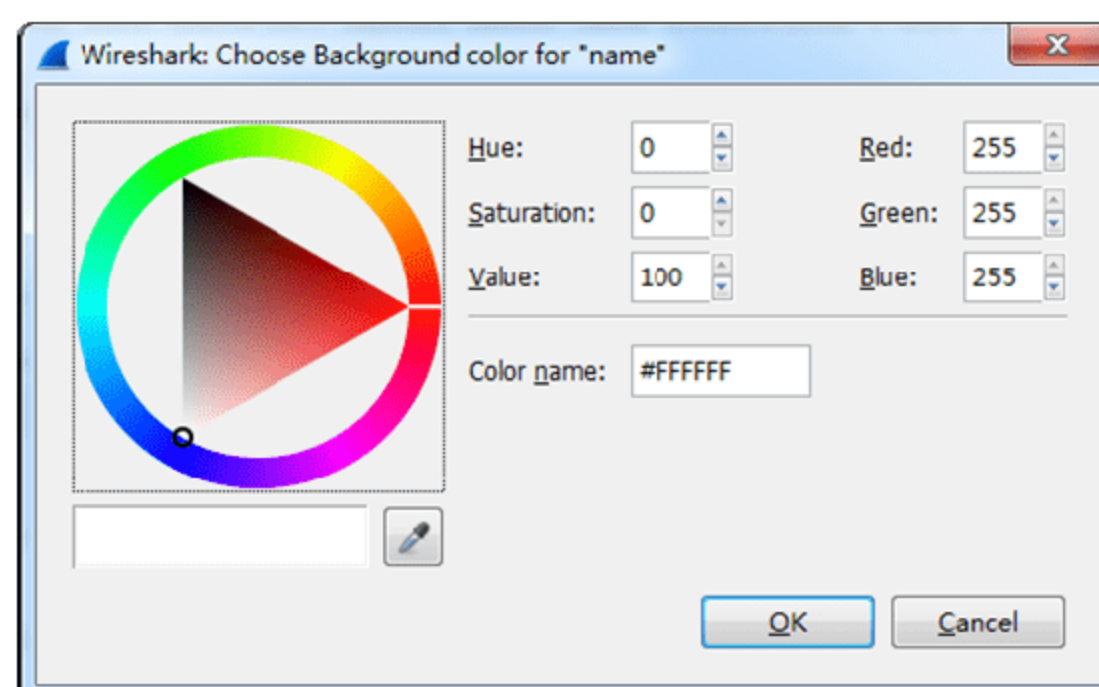 Wireshark: Choose Background color for "name"
Hue: 0 Red: 255
Saturation: 0 Green: 255
Value: 100 Blue: 255
Color name: #FFFFFF
OK Cancel